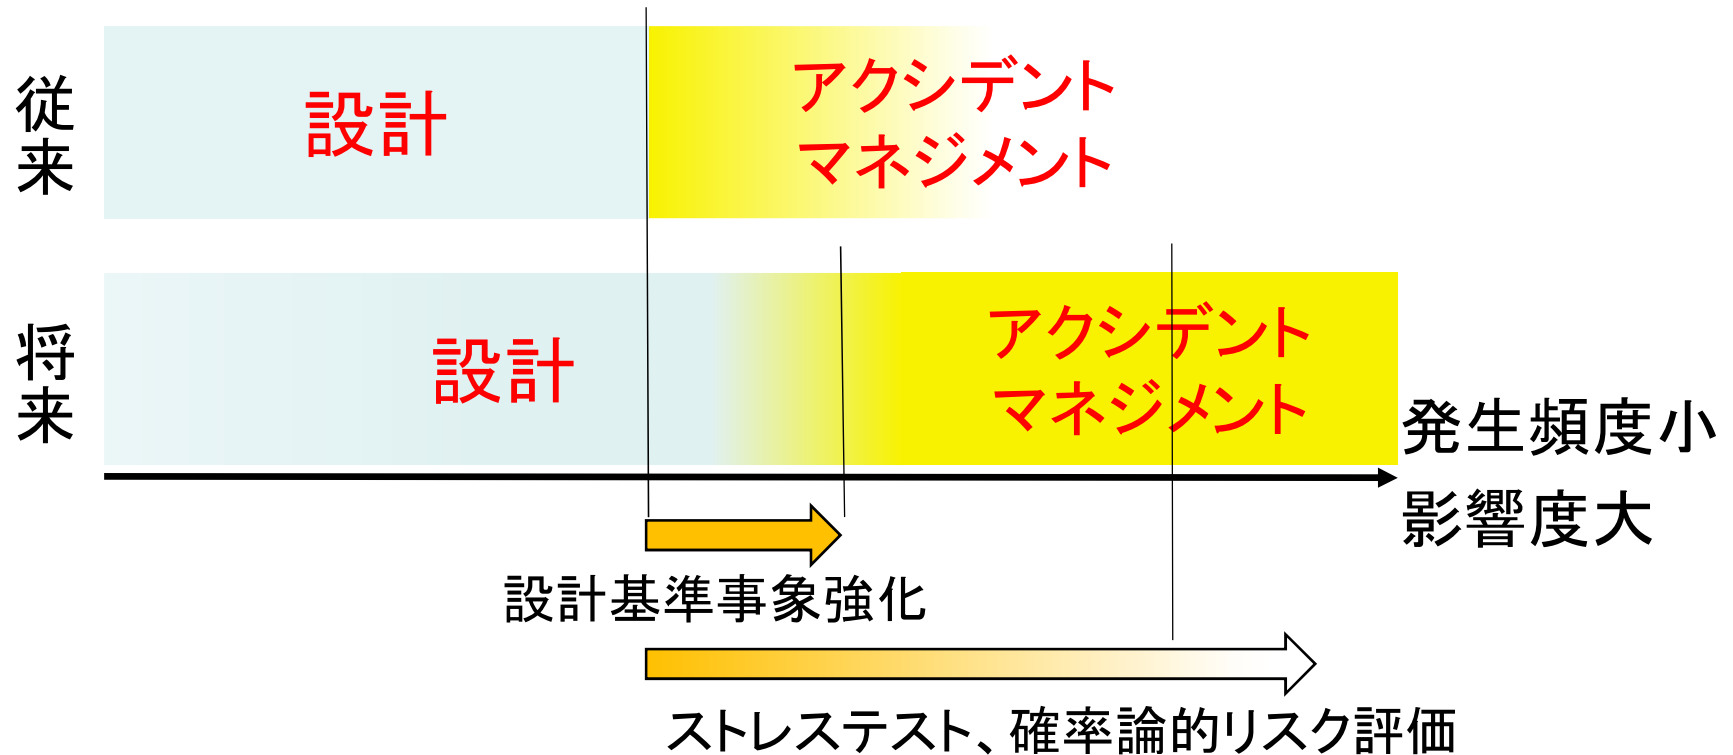 従来
設計
アクシデント
マネジメント
将来
設計
アクシデント
マネジメント
発生頻度小
影響度大
設計基準事象強化
ストレステスト、確率論的リスク評価